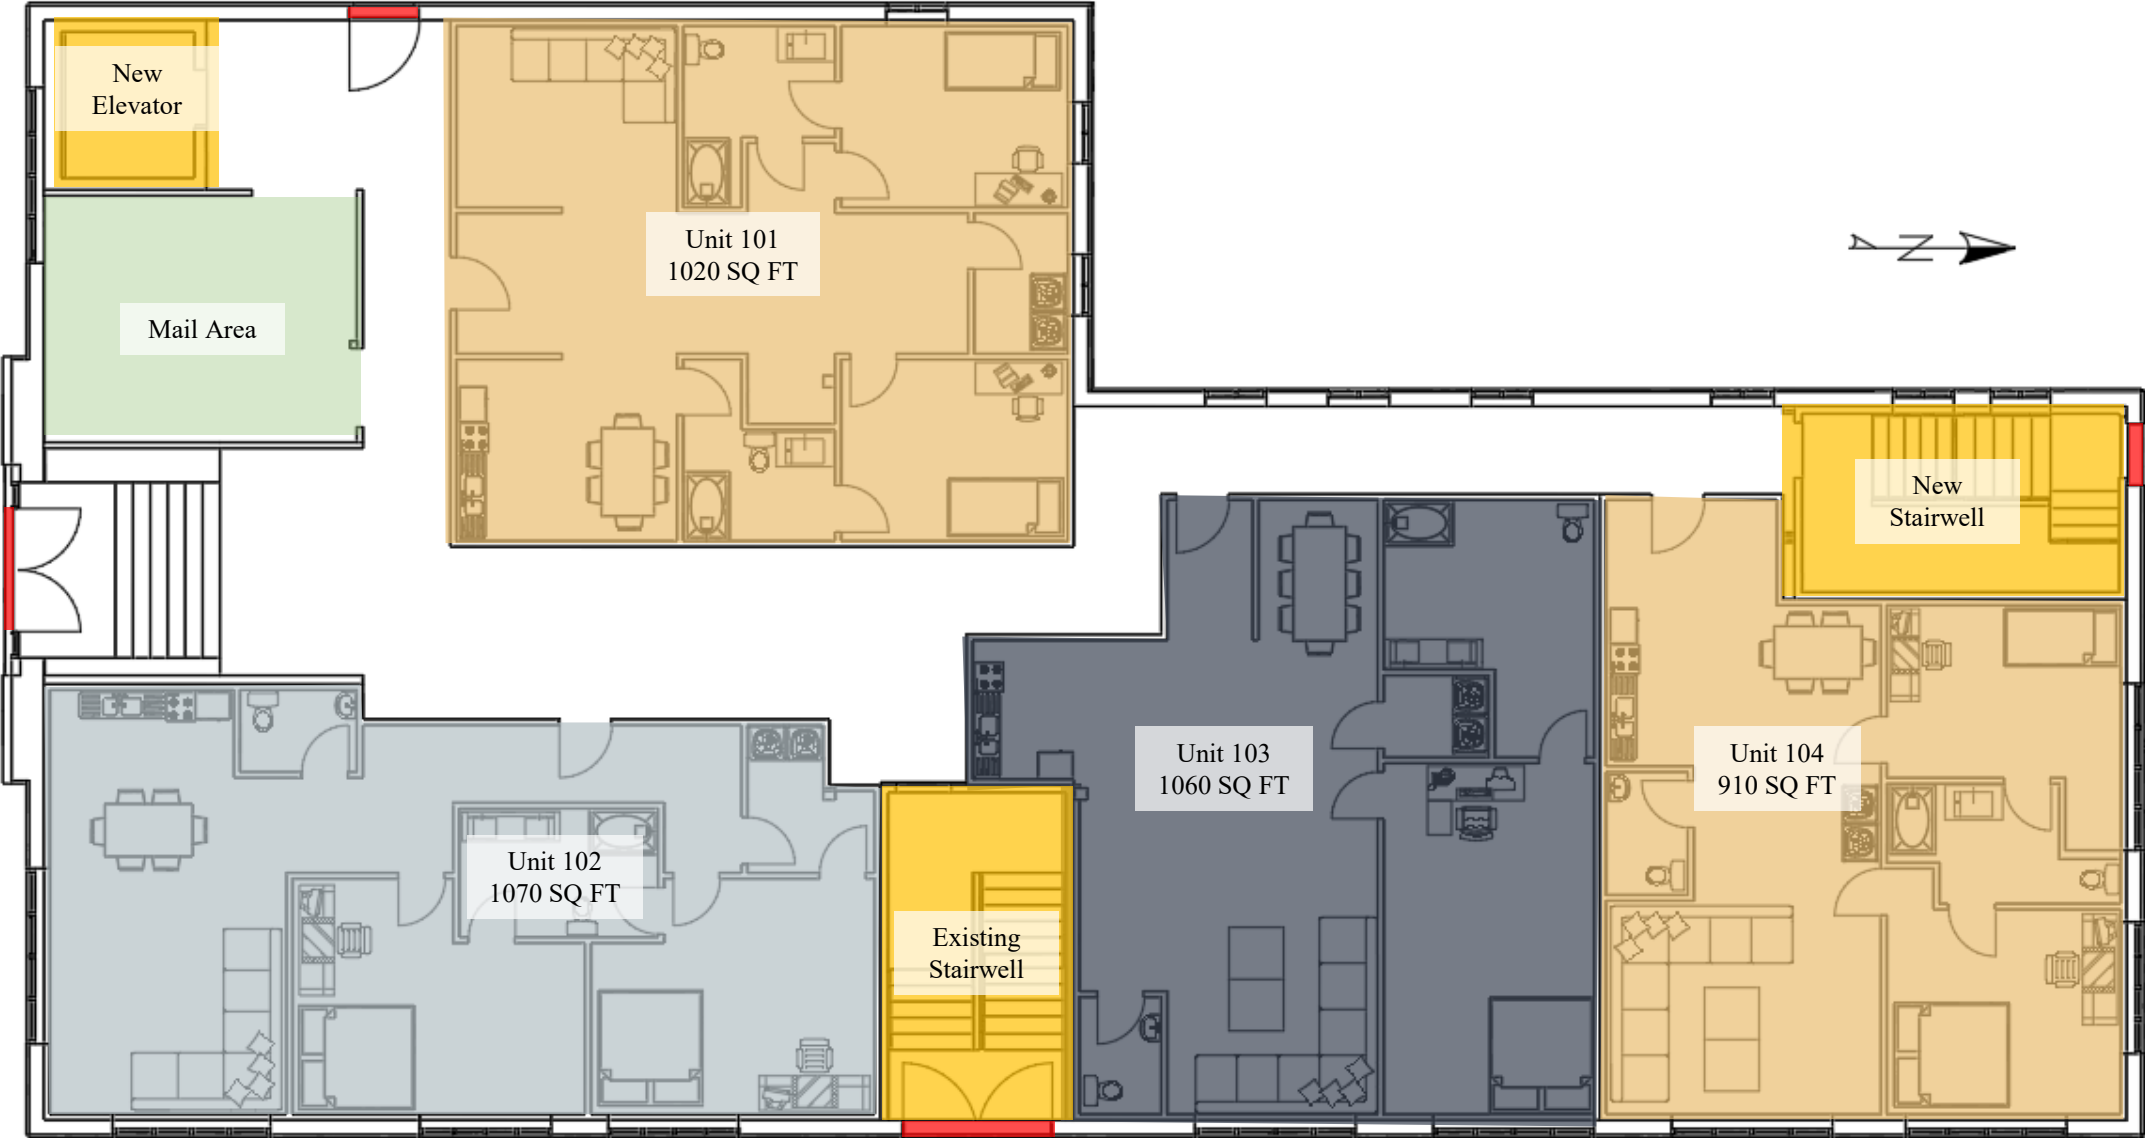 New
Elevator
Unit 101
1020 SQ FT
N
Mail Area
New
Stairwell
Unit 103
1060 SQ FT
Unit 104
910 SQ FT
Unit 102
1070 SQ FT
Existing
Stairwell